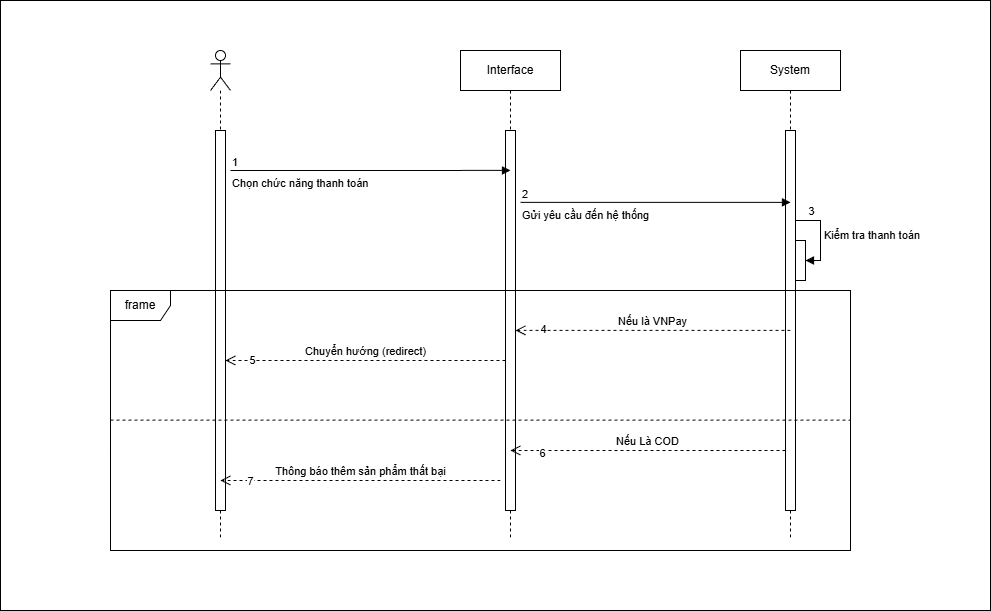 Interface
System
1
Chọn chức năng thanh toán
2
Gửi yêu cầu đến hệ thống
3
Kiểm tra thanh toán
frame
Nếu là VNPay
4
Chuyển hướng (redirect)
5
Nếu Là COD
6
Thông báo thêm sản phẩm thất bại
7